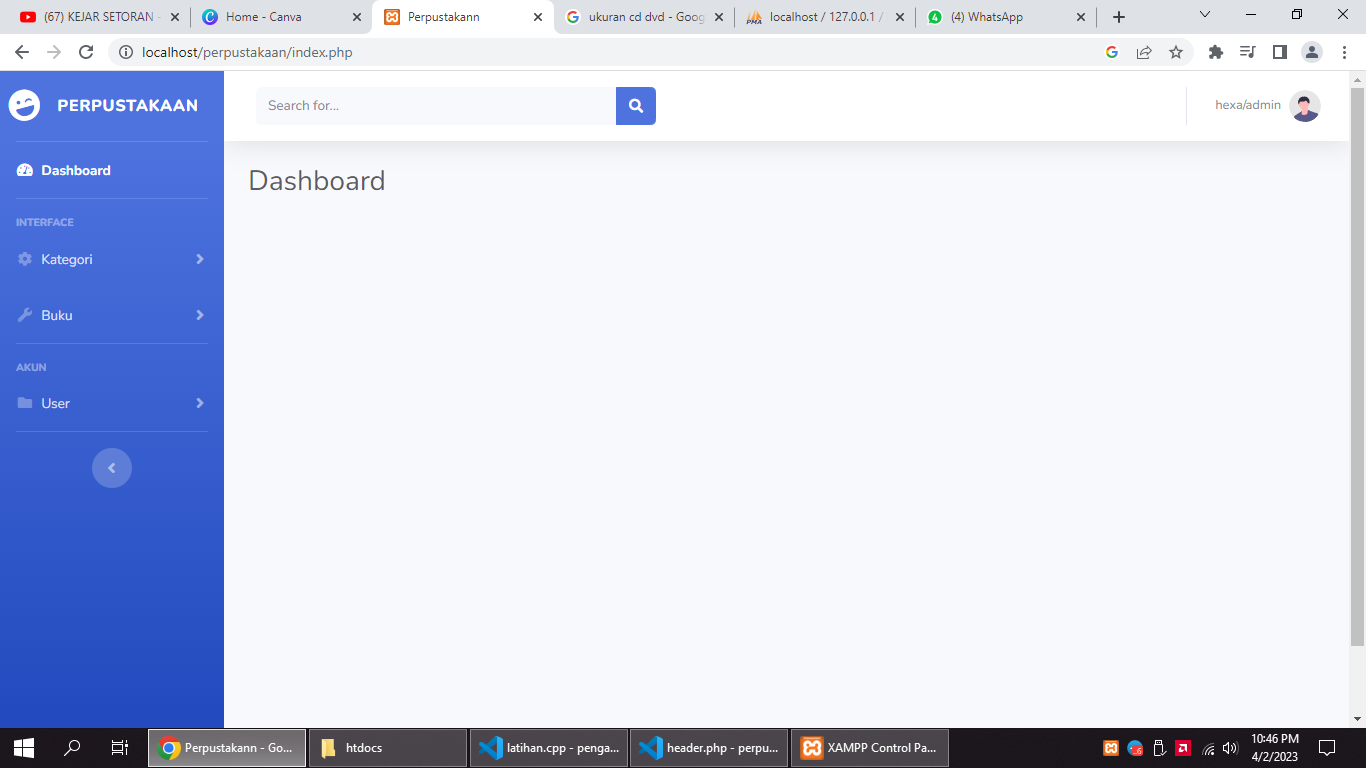 (67) KEJAR SETORAN -
Home - Canva
Perpustakann
ukuran cd dvd - Goog
localhost / 127.0.0.1 /
(4) WhatsApp
localhost/perpustakaan/index.php
PERPUSTAKAAN
Search for...
hexa/admin
Dashboard
Dashboard
INTERFACE
Kategori
Buku
AKUN
User
Perpustakann - Go...
htdocs
latihan.cpp - penga...
header.php - perpu...
XAMPP Control Pa...
10:46 PM
4/2/2023